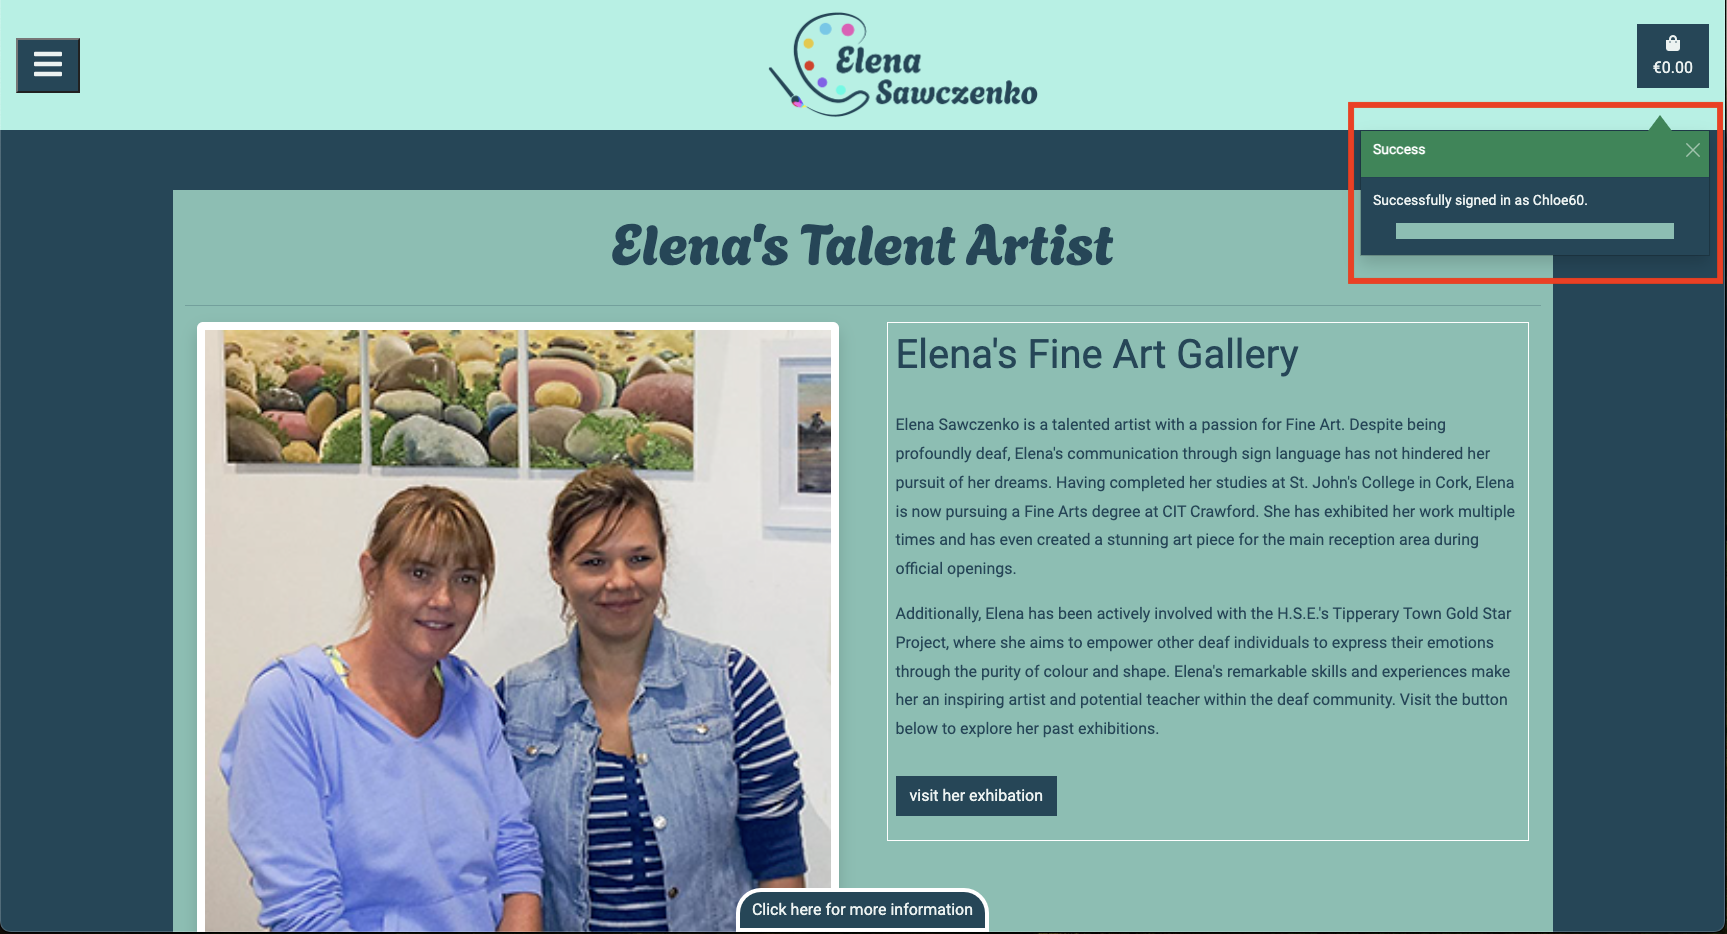 Elena
Sawczenko
€0.00
Success
Successfully signed in as Chloe60.
Elena's Talent Artist
Elena's Fine Art Gallery
Elena Sawczenko is a talented artist with a passion for Fine Art. Despite being
profoundly deaf, Elena's communication through sign language has not hindered her
pursuit of her dreams. Having completed her studies at St. John's College in Cork, Elena
is now pursuing a Fine Arts degree at CIT Crawford. She has exhibited her work multiple
times and has even created a stunning art piece for the main reception area during
official openings.
Additionally, Elena has been actively involved with the H.S.E.'s Tipperary Town Gold Star
Project, where she aims to empower other deaf individuals to express their emotions
through the purity of colour and shape. Elena's remarkable skills and experiences make
her an inspiring artist and potential teacher within the deaf community. Visit the button
below to explore her past exhibitions.
visit her exhibation
Click here for more information